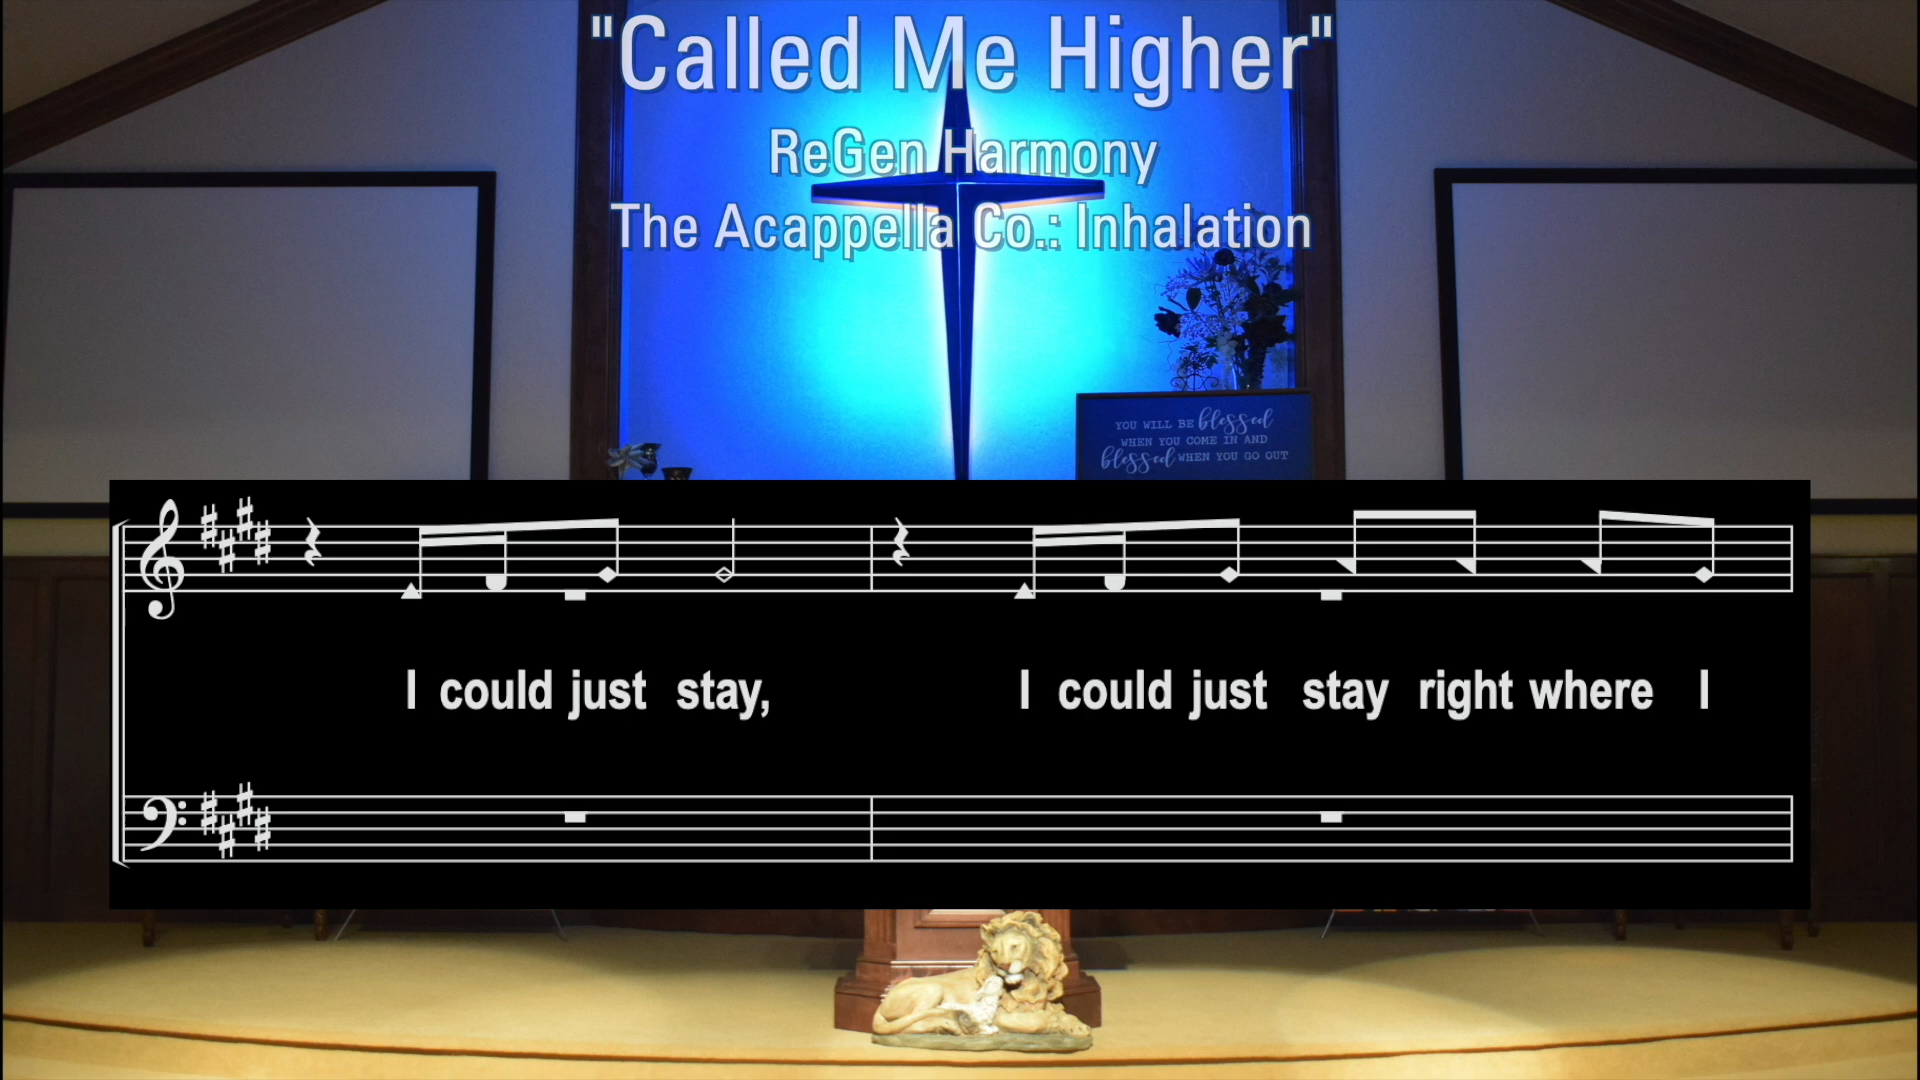 "Called Me Higher"
ReGen Harmony
The Acappella Co.: Inhalation
YOU WILL BE blessed
WHEN YOU COME IN AND
blessed WHEN YOU GO OUT
I could just stay, I could just stay right where I